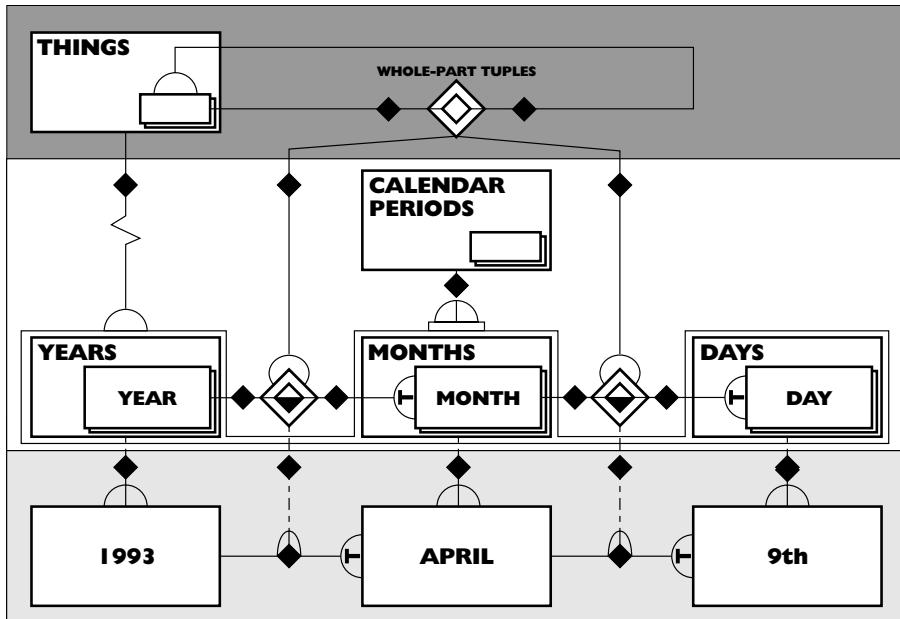 THINGS
WHOLE-PART TUPLES
CALENDAR
PERIODS
YEARS
MONTHS
DAYS
YEAR
T
MONTH
T
DAY
1993
T
APRIL
T
9th